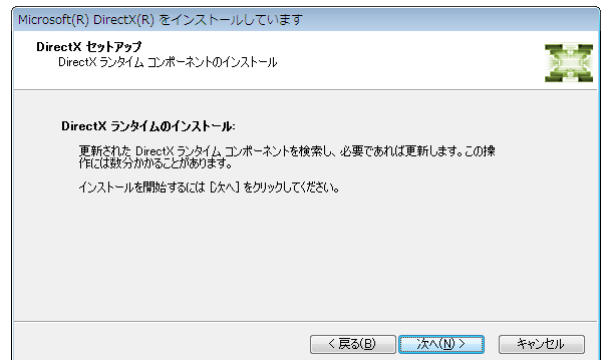 Microsoft(R) DirectX(R) をインストールしています
DirectX セットアップ
DirectX ランタイム コンポーネントのインストール
DirectX ランタイムのインストール:
更新された DirectX ランタイム コンポーネントを検索し、必要であれば更新します。この操
作には数分かかることがあります。
インストールを開始するには [次へ] をクリックしてください。
< 戻る(B)
次へ(N) >
キャンセル